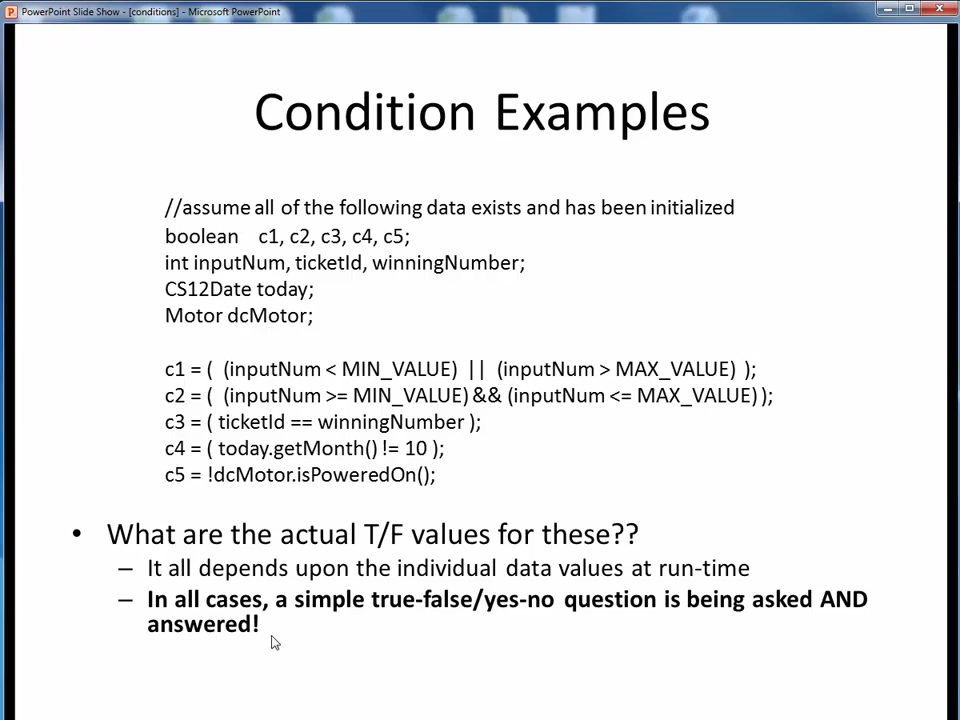 PowerPoint Slide Show - [conditions] - Microsoft PowerPoint
Condition Examples
//assume all of the following data exists and has been initialized
boolean c1, c2, c3, c4, c5;
int inputNum, ticketId, winningNumber;
CS12Date today;
Motor dcMotor;
c1 = ( (inputNum < MIN_VALUE) || (inputNum > MAX_VALUE) );
c2 = ( (inputNum >= MIN_VALUE) && (inputNum <= MAX_VALUE) );
c3 = ( ticketId == winningNumber );
c4 = ( today.getMonth() != 10 );
c5 = !dcMotor.isPoweredOn();
• What are the actual T/F values for these??
– It all depends upon the individual data values at run-time
– In all cases, a simple true-false/yes-no question is being asked AND
answered!